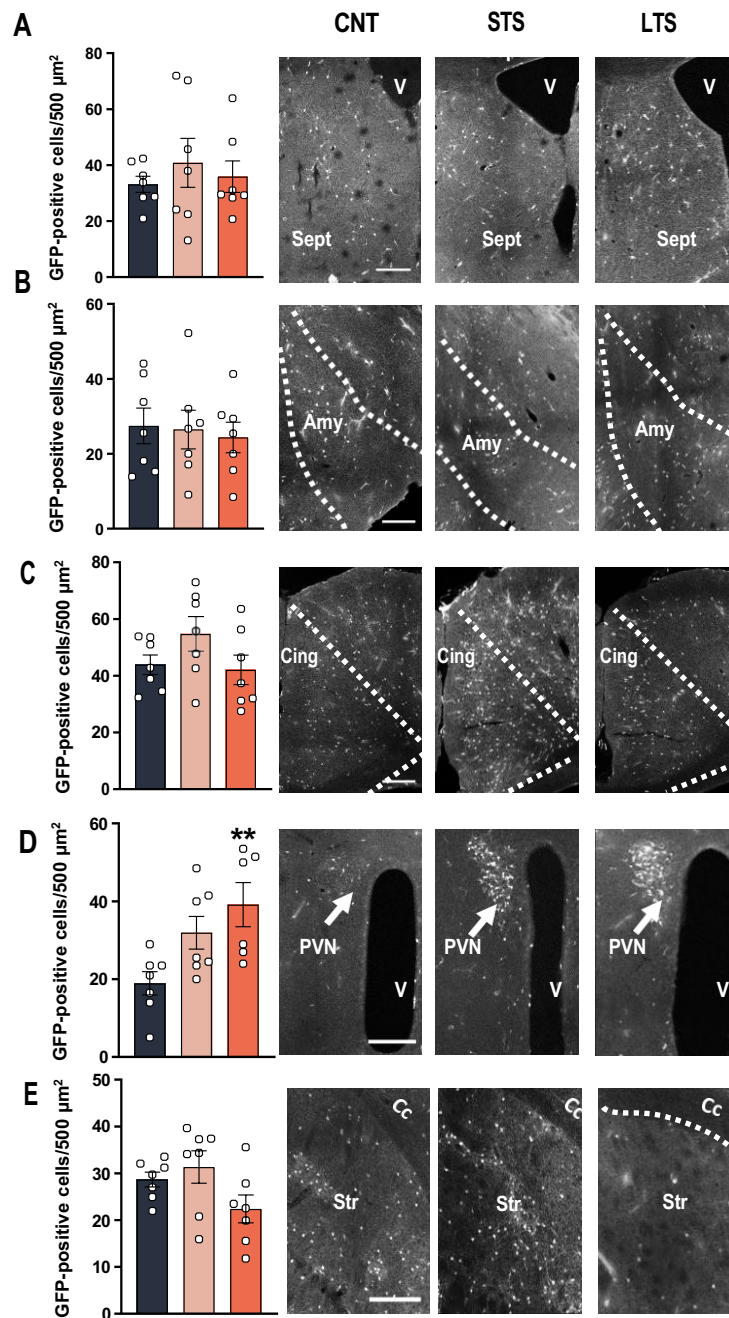 A
CNT
STS
LTS
GFP-positive cells/500 µm²
80
60
40
20
0
V
V
V
Sept
Sept
Sept
B
GFP-positive cells/500 µm²
60
40
20
0
Amy
Amy
Amy
C
GFP-positive cells/500 µm²
80
60
40
20
0
Cing
Cing
Cing
D
GFP-positive cells/500 µm²
60
40
20
0
**
PVN
PVN
PVN
V
V
V
E
GFP-positive cells/500 µm²
50
40
30
20
10
0
Cc
Cc
Cc
Str
Str
Str